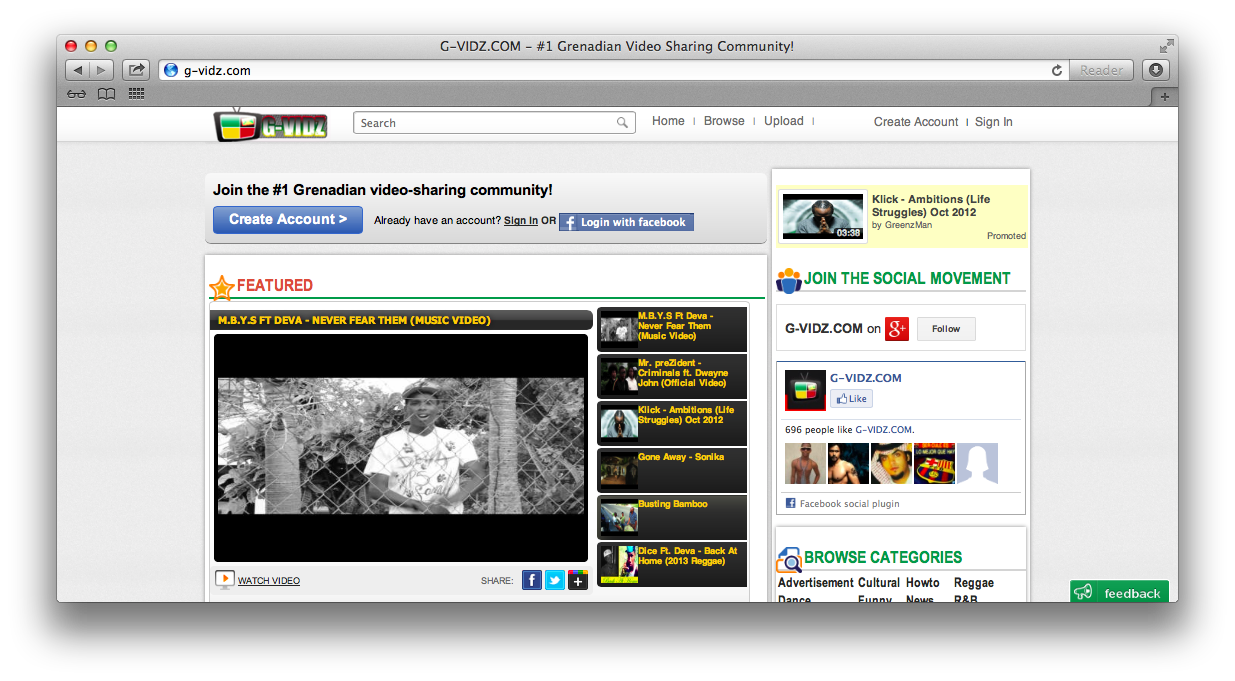 G-VIDZ.COM – #1 Grenadian Video Sharing Community!
g-vidz.com
Reader
G-VIDZ
Search
Home
Browse
Upload
Create Account
Sign In
Join the #1 Grenadian video-sharing community!
Create Account >
Already have an account? Sign In OR
Login with facebook
FEATURED
M.B.Y.S FT DEVA - NEVER FEAR THEM (MUSIC VIDEO)
M.B.Y.S Ft Deva -
Never Fear Them
(Music Video)
Mr. preZident -
Criminals ft. Dwayne
John (Official Video)
Klick - Ambitions (Life
Struggles) Oct 2012
Gone Away - Sonika
Busting Bamboo
Dice Ft. Deva - Back At
Home (2013 Reggae)
WATCH VIDEO
SHARE:
Klick - Ambitions (Life
Struggles) Oct 2012
by GreenzMan
03:38
Promoted
JOIN THE SOCIAL MOVEMENT
G-VIDZ.COM on
g+
Follow
G-VIDZ.COM
Like
696 people like G-VIDZ.COM.
LO MEJOR QUE HAY
Facebook social plugin
BROWSE CATEGORIES
Advertisement Cultural Howto Reggae
Dance Funny News R&B
feedback